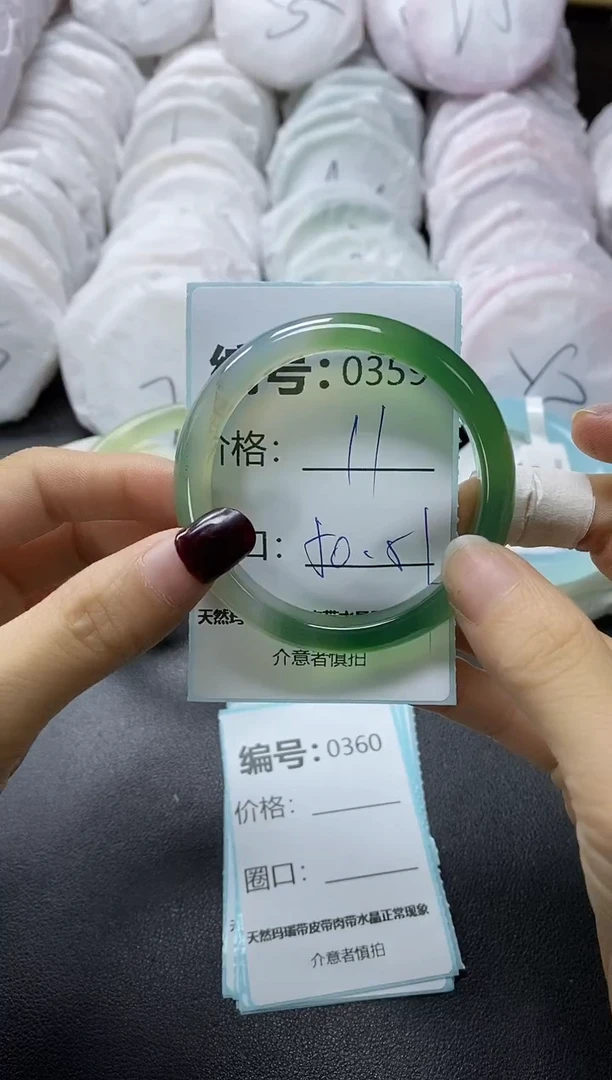 编号：0359
价格： 11
口：
天然玛
介意者慎拍
编号：0360
价格：
圈口：
天然玛瑙带皮带肉带水晶正常现象
介意者慎拍